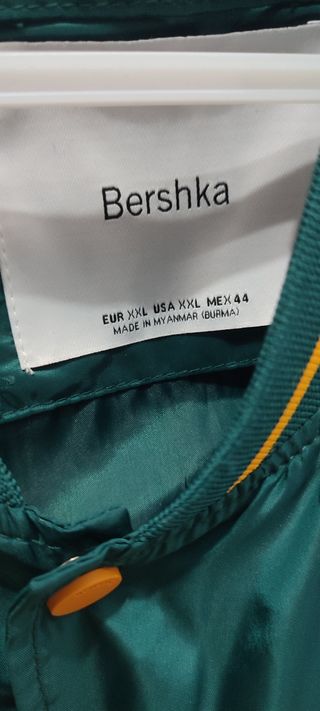 Bershka
EUR XXL USA XXL MEX 44
MADE IN MYANMAR (BURMA)